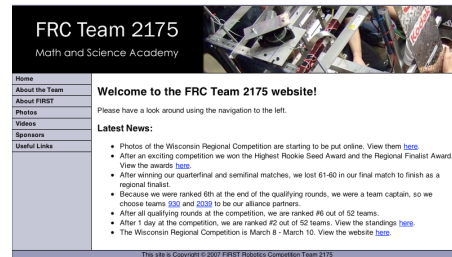 FRC Team 2175
Math and Science Academy
Kodak
Home
About the Team
About FIRST
Photos
Videos
Sponsors
Useful Links
Welcome to the FRC Team 2175 website!
Please have a look around using the navigation to the left.
Latest News:
• Photos of the Wisconsin Regional Competition are starting to be put online. View them here.
• After an exciting competition we won the Highest Rookie Seed Award and the Regional Finalist Award.
View the awards here.
• After winning our quarterfinal and semifinal matches, we lost 61-60 in our final match to finish as a
regional finalist.
• Because we were ranked 6th at the end of the qualifying rounds, we were a team captain, so we
choose teams 930 and 2039 to be our alliance partners.
• After all qualifying rounds at the competition, we are ranked #6 out of 52 teams.
• After 1 day at the competition, we are ranked #2 out of 52 teams. View the standings here.
• The Wisconsin Regional Competition is March 8 - March 10. View the website here.
This site is Copyright © 2007 FIRST Robotics Competition Team 2175